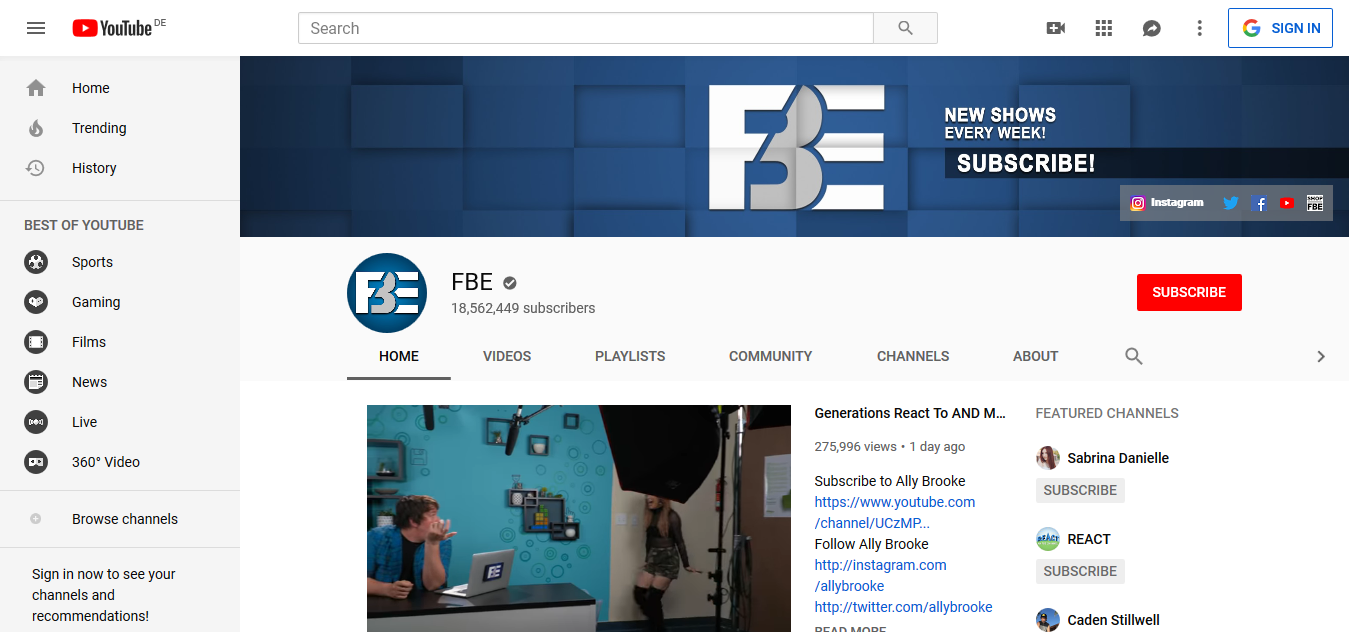 YouTube DE
Search
SIGN IN
Home
Trending
History
BEST OF YOUTUBE
Sports
Gaming
Films
News
Live
360° Video
Browse channels
Sign in now to see your
channels and
recommendations!
FBE
NEW SHOWS
EVERY WEEK!
SUBSCRIBE!
Instagram
SHOP
FBE
FBE
FBE
18,562,449 subscribers
SUBSCRIBE
HOME
VIDEOS
PLAYLISTS
COMMUNITY
CHANNELS
ABOUT
FBE
Generations React To AND M...
275,996 views • 1 day ago
Subscribe to Ally Brooke
https://www.youtube.com
/channel/UCzMP...
Follow Ally Brooke
http://instagram.com
/allybrooke
http://twitter.com/allybrooke
READ MORE
FEATURED CHANNELS
Sabrina Danielle
SUBSCRIBE
REACT
REACT
SUBSCRIBE
Caden Stillwell